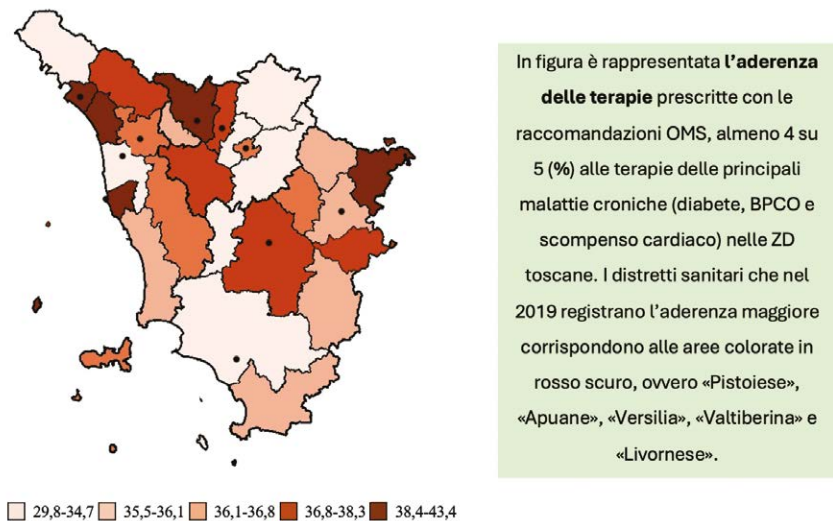 In figura è rappresentata l’aderenza
delle terapie prescritte con le
raccomandazioni OMS, almeno 4 su
5 (%) alle terapie delle principali
malattie croniche (diabete, BPCO e
scompenso cardiaco) nelle ZD
toscane. I distretti sanitari che nel
2019 registrano l’aderenza maggiore
corrispondono alle aree colorate in
rosso scuro, ovvero «Pistoiese»,
«Apuane», «Versilia», «Valtiberina» e
«Livornese».
29,8-34,7 35,5-36,1 36,1-36,8 36,8-38,3 38,4-43,4